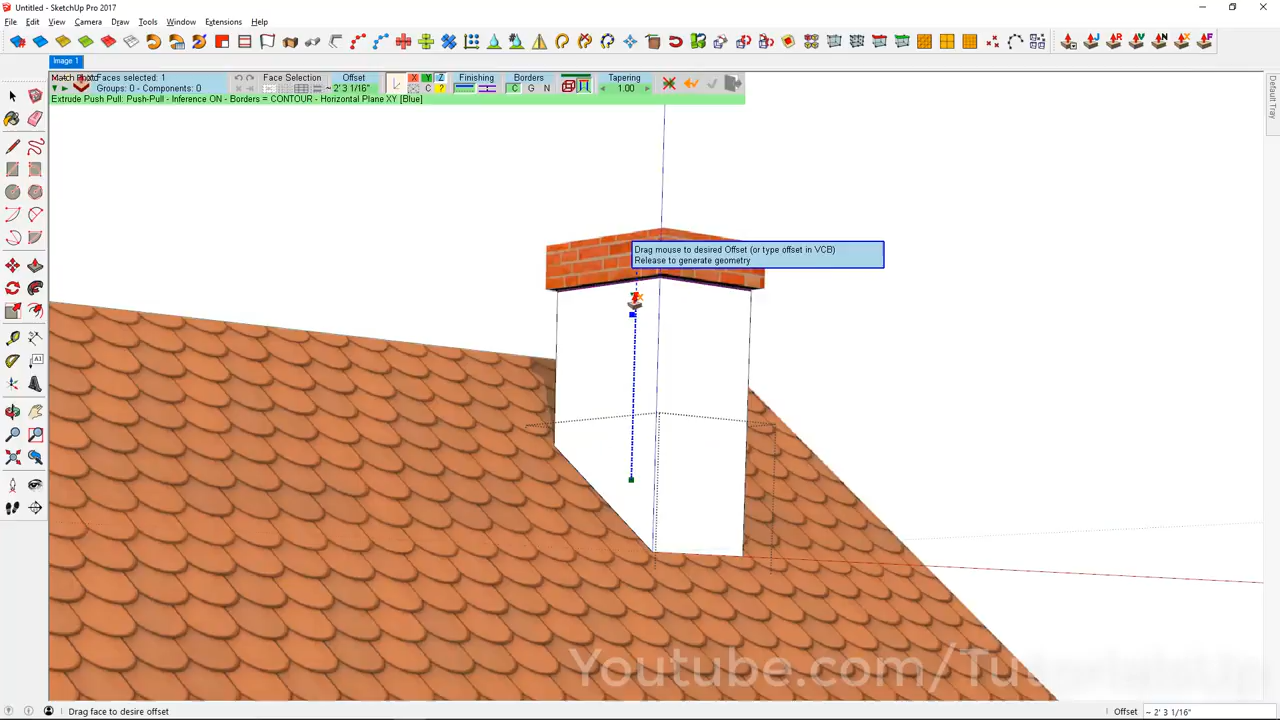 Untitled - SketchUp Pro 2017
File Edit View Camera Draw Tools Window Extensions Help
Image 1
Faces selected: 1
Groups: 0 - Components: 0
Face Selection
Offset
~ 2' 3 1/16"
X Y Z
C ?
Finishing
Borders
C G N
Tapering
1.00
Extrude Push Pull: Push-Pull - Inference ON - Borders = CONTOUR - Horizontal Plane XY [Blue]
Default Tray
Drag mouse to desired Offset (or type offset in VCB)
Release to generate geometry
Drag face to desire offset
Offset ~ 2' 3 1/16"